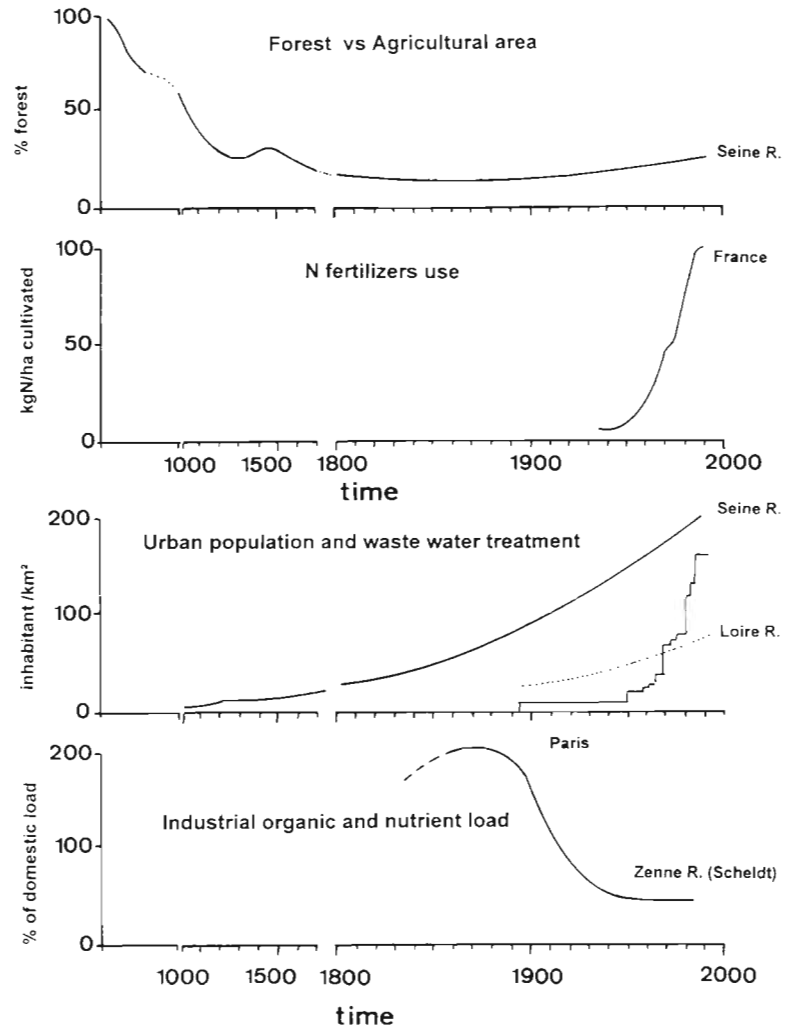 100
Forest vs Agricultural area
% forest
50
Seine R.
0
100
N fertilizers use
France
kgN/ha cultivated
50
0
1000 1500 1800 1900 2000
time
200
Seine R.
Urban population and waste water treatment
inhabitant /km²
100
Loire R.
0
Paris
200
Industrial organic and nutrient load
% of domestic load
100
Zenne R. (Scheldt)
0
1000 1500 1800 1900 2000
time